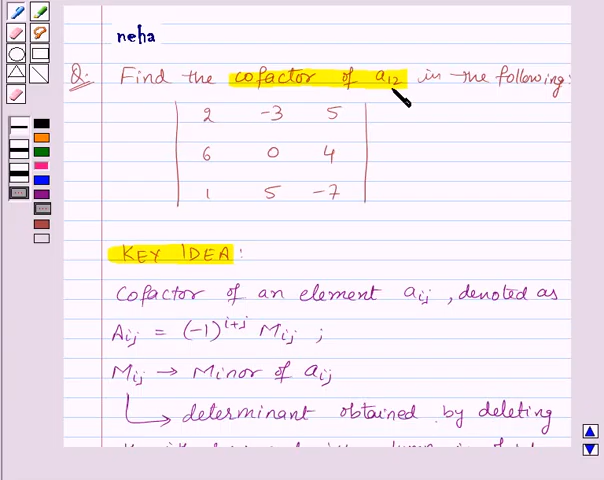 neha
Q. Find the cofactor of a₁₂ in the following:
2 -3 5
6 0 4
1 5 -7
KEY IDEA:
Cofactor of an element aᵢⱼ, denoted as
Aᵢⱼ = (-1)ⁱ⁺ʲ Mᵢⱼ ;
Mᵢⱼ → Minor of aᵢⱼ
↳ determinant obtained by deleting